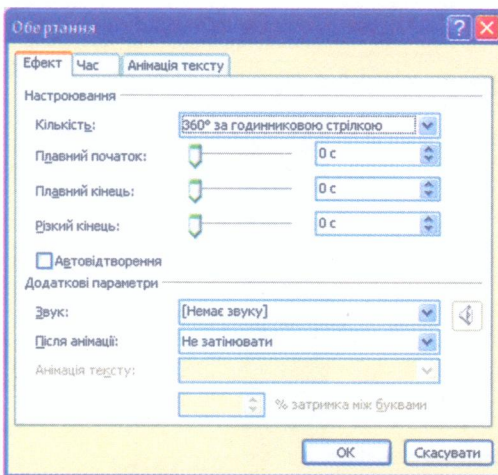 Обертання
Ефект Час Анімація тексту
Настроювання
Кількість: 360° за годинниковою стрілкою
Плавний початок: 0 с
Плавний кінець: 0 с
Різкий кінець: 0 с
Автовідтворення
Додаткові параметри
Звук: [Немає звуку]
Після анімації: Не затінювати
Анімація тексту:
% затримка між буквами
ОК Скасувати